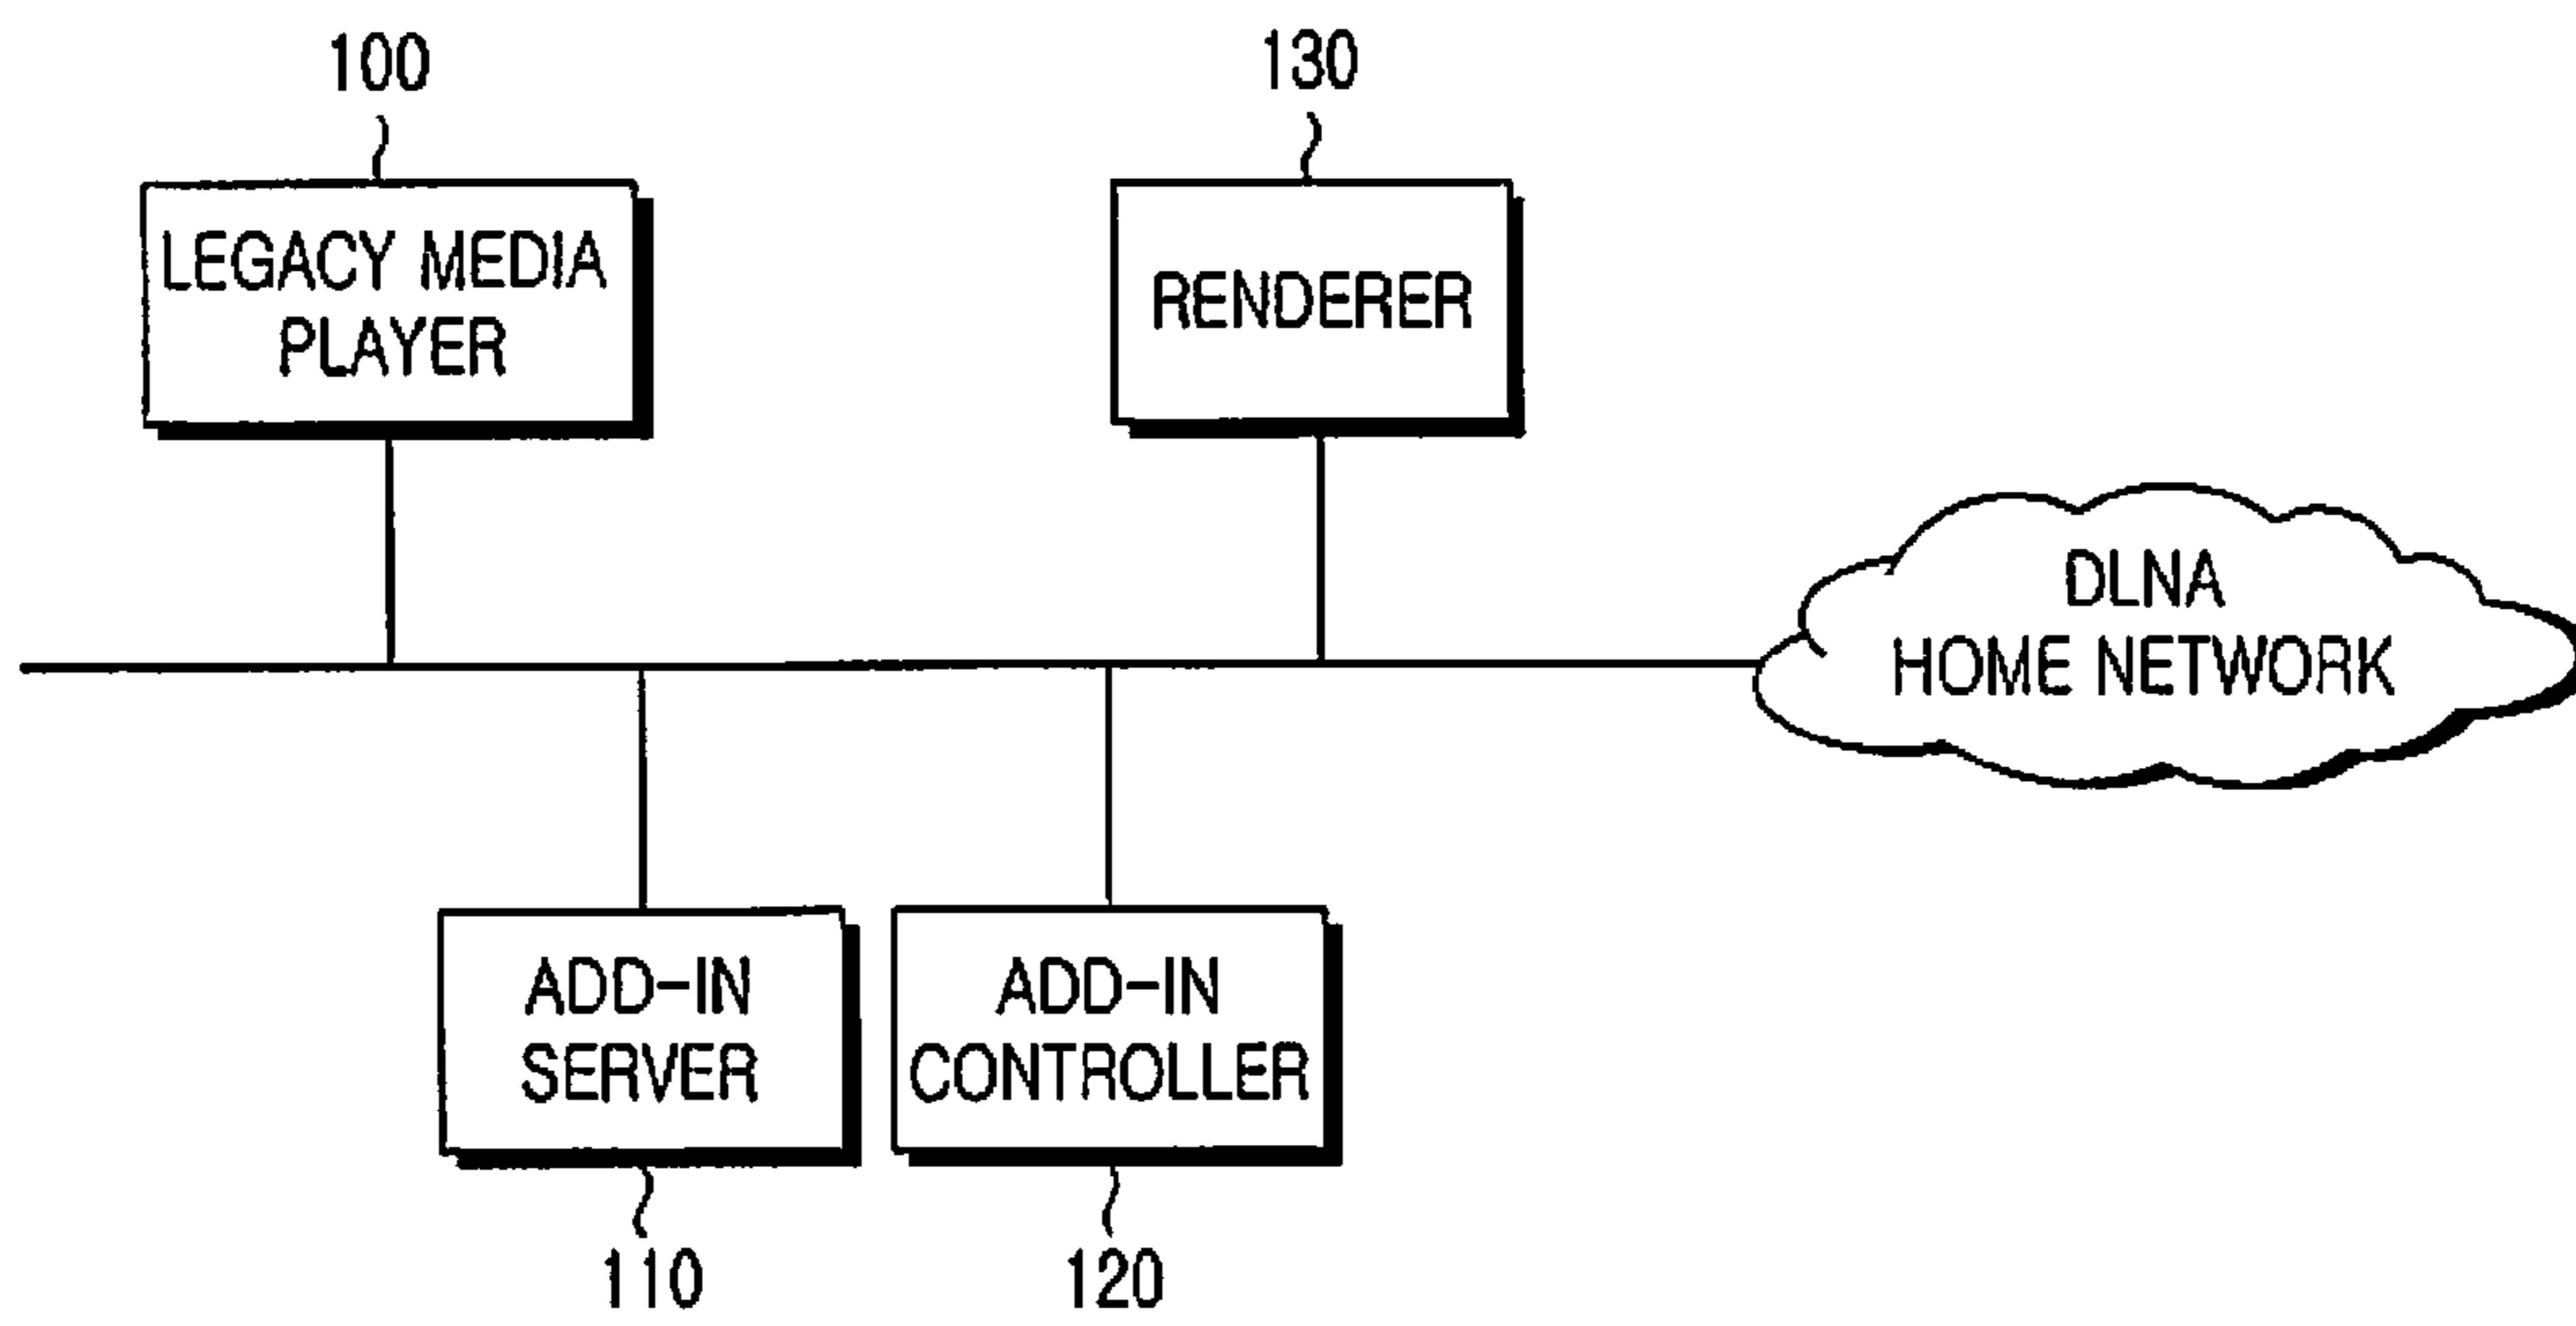 100
130
LEGACY MEDIA
PLAYER
RENDERER
DLNA
HOME NETWORK
ADD-IN
SERVER
ADD-IN
CONTROLLER
110
120